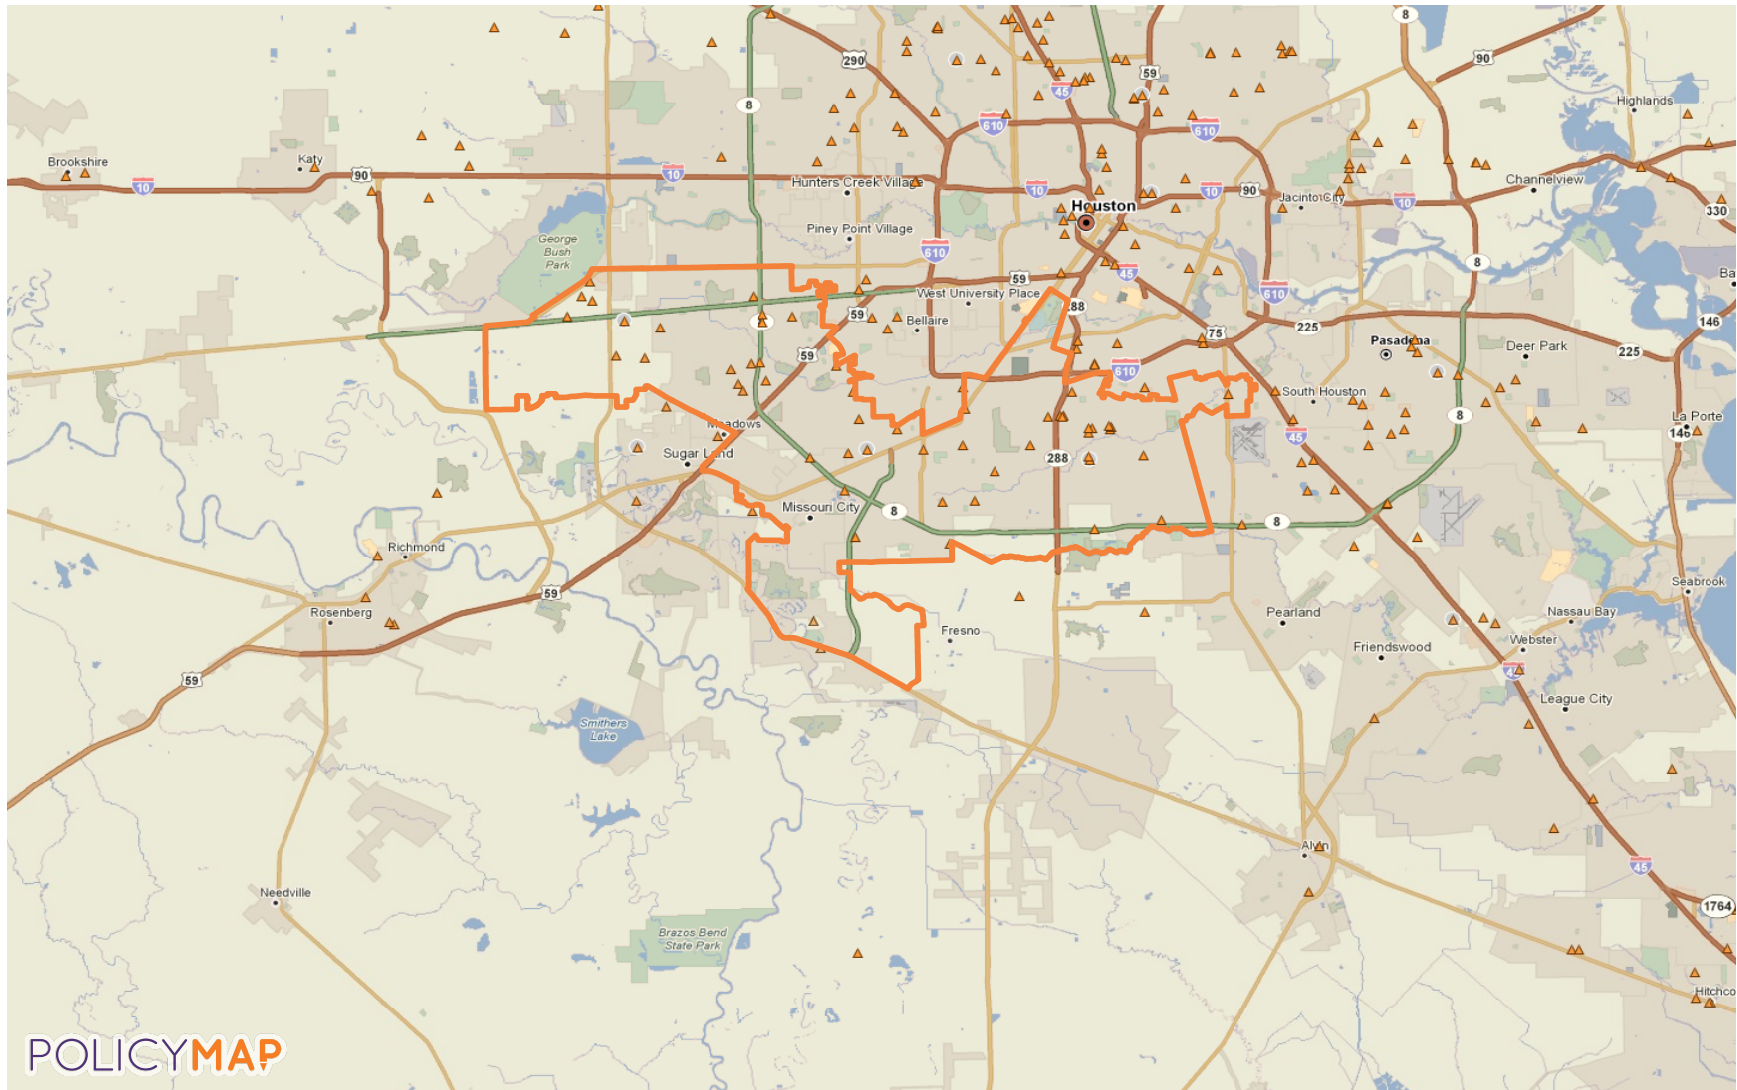 8
290
59
90
45
Highlands
610
610
Brookshire
Katy
90
10
10
Hunters Creek Village
10
10
90
Jacinto City
10
Channelview
Houston
330
Piney Point Village
George
Bush
Park
610
8
59
45
75
610
8
Ba
West University Place
59
.88
Bellaire
75
225
146
59
Pasadena
Deer Park
225
610
South Houston
8
La Porte
146
Meadows
45
Sugar Land
288
Missouri City
8
8
Richmond
59
Seabrook
Rosenberg
Pearland
Nassau Bay
Fresno
Webster
Friendswood
59
League City
Smithers
Lake
Alvin
45
Needville
1764
Brazos Bend
State Park
Hitchco
POLICYMAP